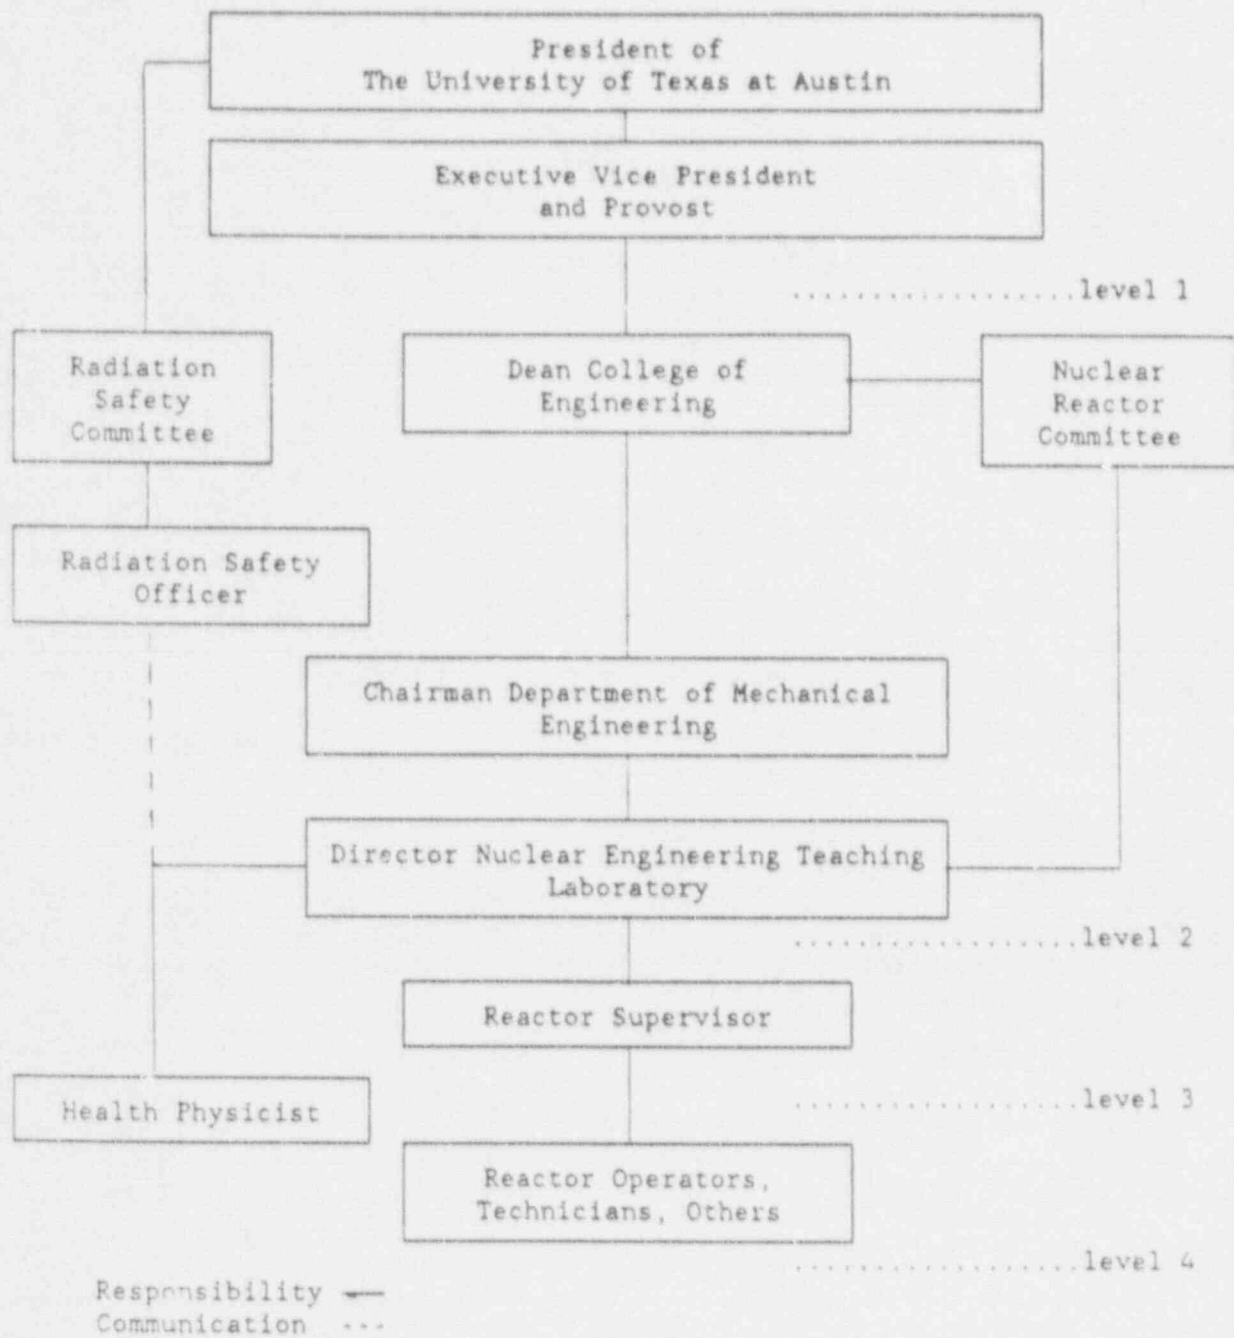 President of
The University of Texas at Austin
Executive Vice President
and Provost
..................level 1
Radiation
Safety
Committee
Dean College of
Engineering
Nuclear
Reactor
Committee
Radiation Safety
Officer
Chairman Department of Mechanical
Engineering
Director Nuclear Engineering Teaching
Laboratory
..................level 2
Reactor Supervisor
Health Physicist
..................level 3
Reactor Operators,
Technicians, Others
..................level 4
Responsibility
Communication ---